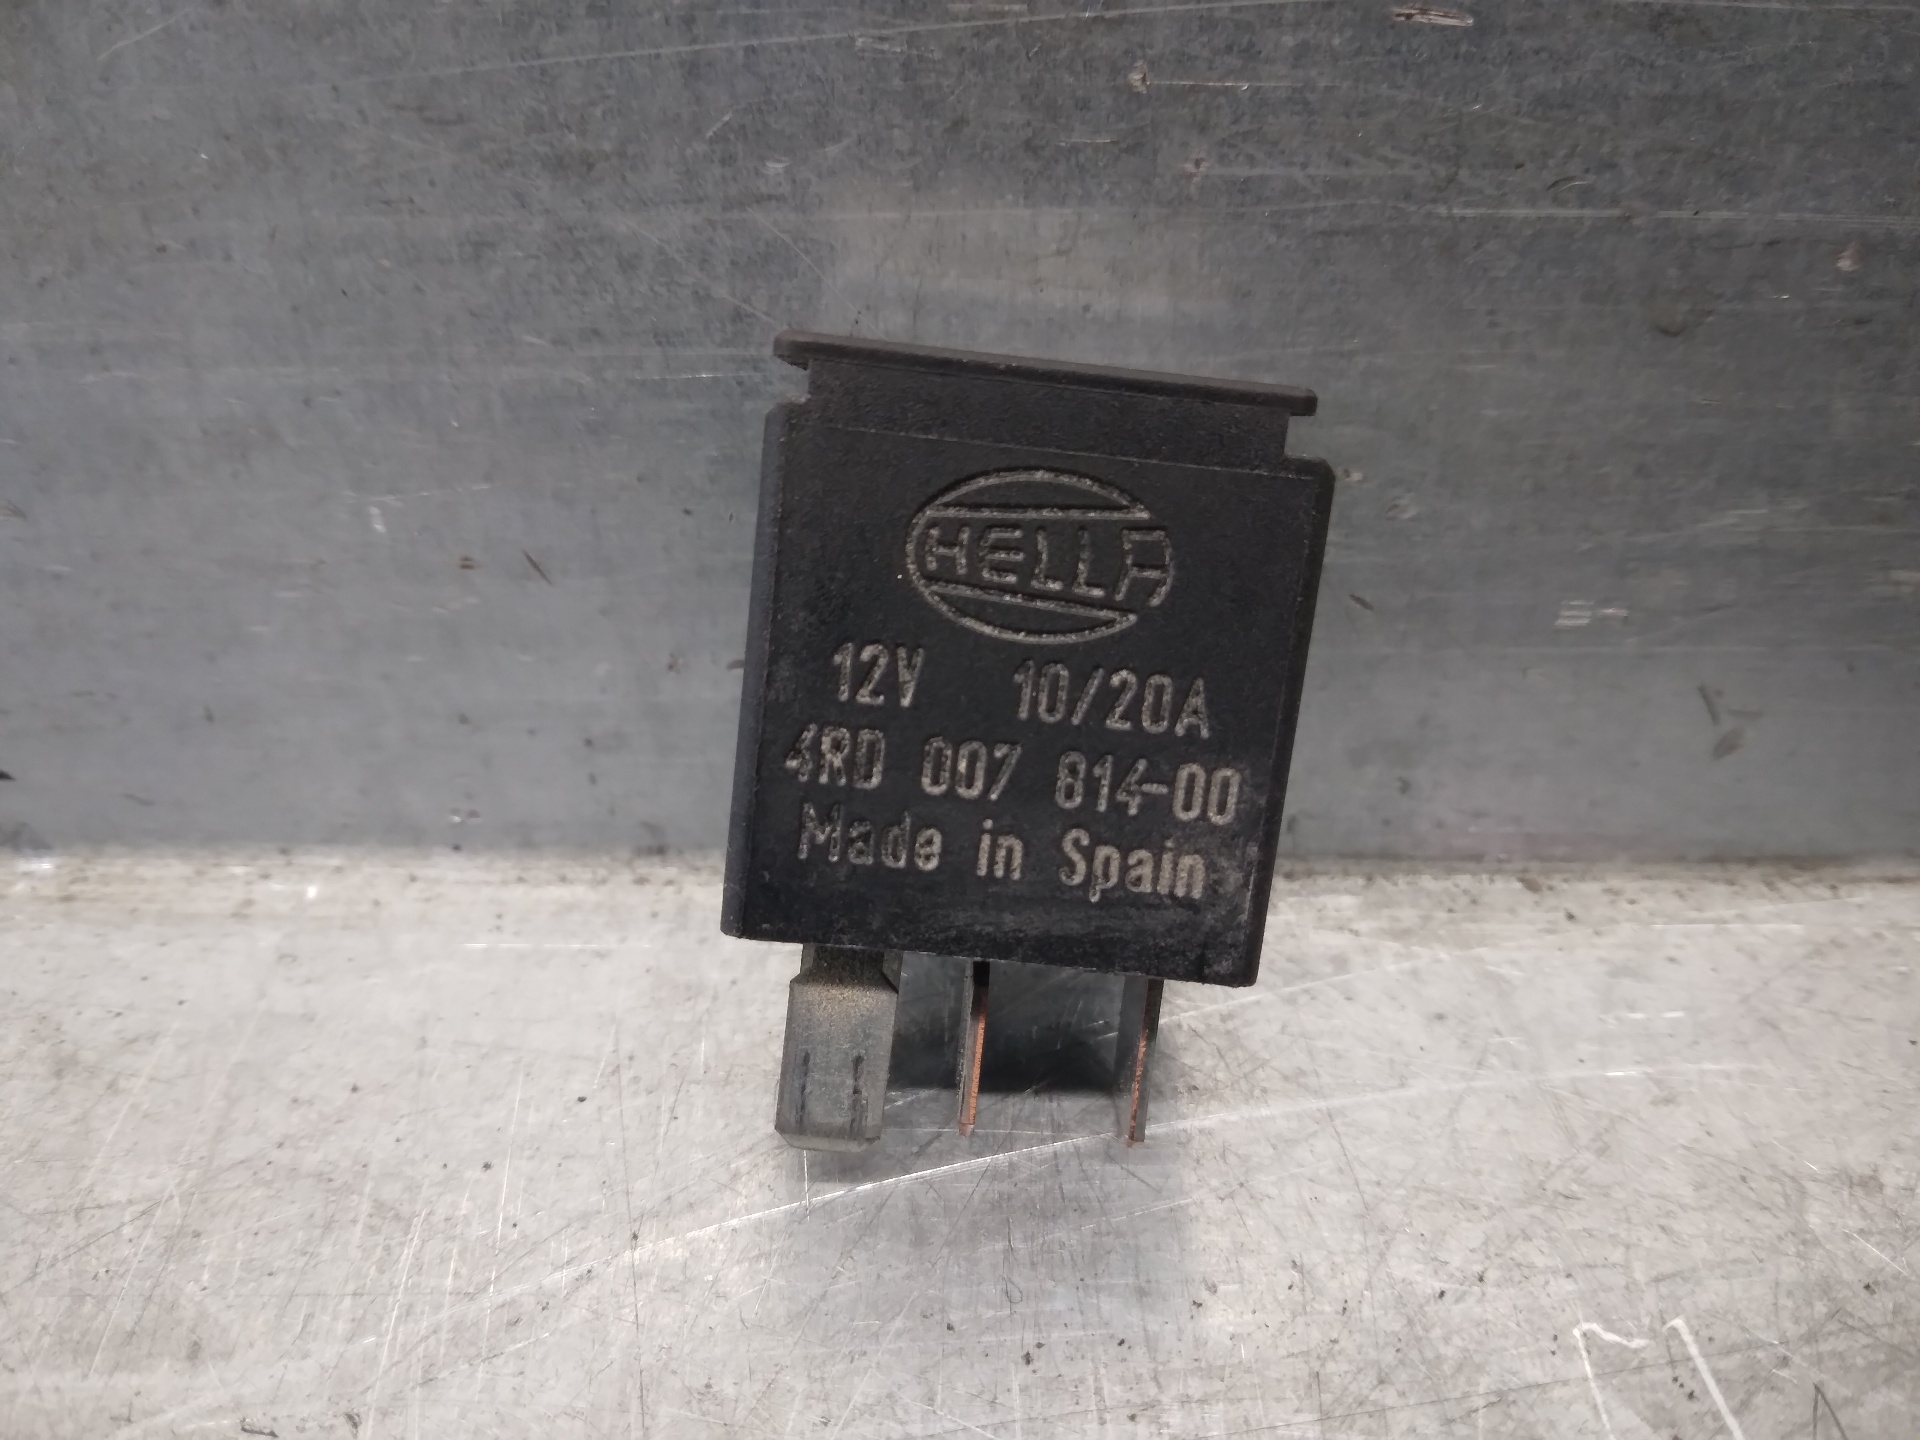 HELLA
12V 10/20A
4RD 007 814-00
Made in Spain